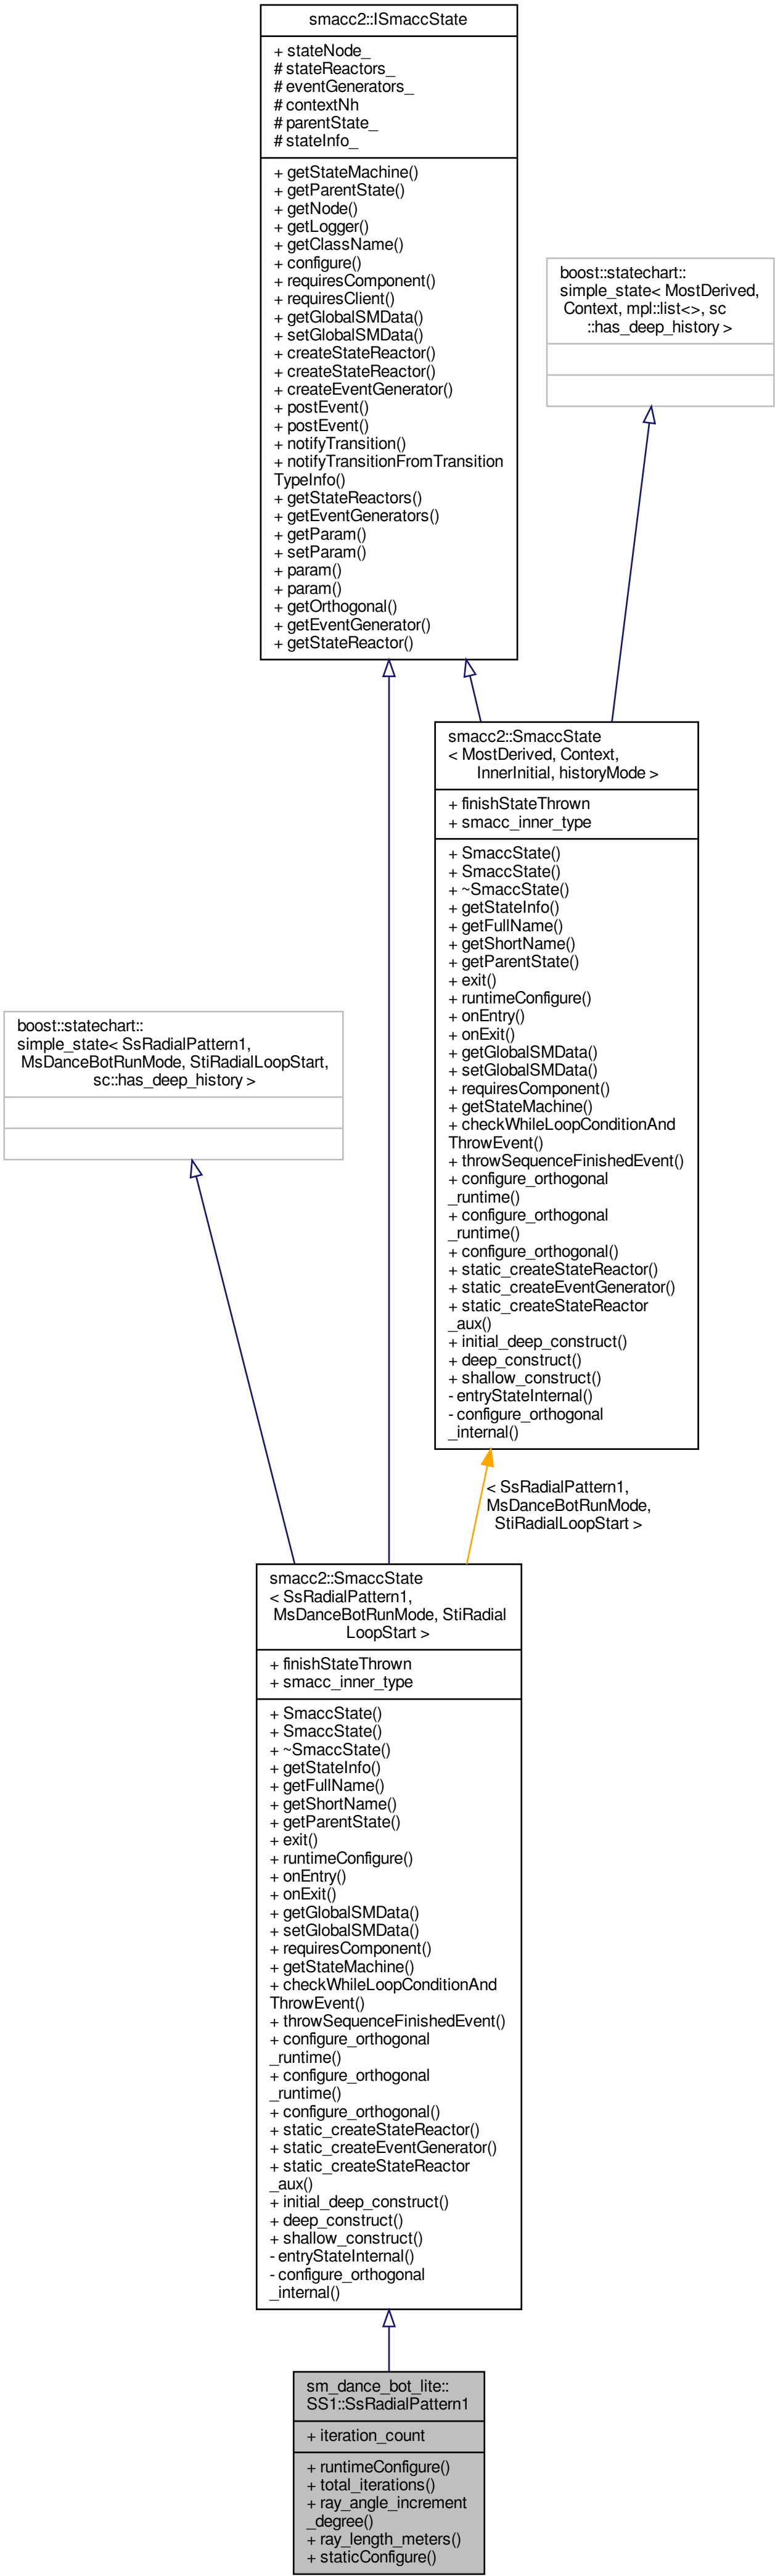 smacc2::ISmaccState
+ stateNode_
# stateReactors_
# eventGenerators_
# contextNh
# parentState_
# stateInfo_
+ getStateMachine()
+ getParentState()
+ getNode()
+ getLogger()
+ getClassName()
+ configure()
+ requiresComponent()
+ requiresClient()
+ getGlobalSMData()
+ setGlobalSMData()
+ createStateReactor()
+ createStateReactor()
+ createEventGenerator()
+ postEvent()
+ postEvent()
+ notifyTransition()
+ notifyTransitionFromTransition
TypeInfo()
+ getStateReactors()
+ getEventGenerators()
+ getParam()
+ setParam()
+ param()
+ param()
+ getOrthogonal()
+ getEventGenerator()
+ getStateReactor()
boost::statechart::
simple_state< MostDerived,
Context, mpl::list<>, sc
::has_deep_history >
smacc2::SmaccState
< MostDerived, Context,
InnerInitial, historyMode >
+ finishStateThrown
+ smacc_inner_type
+ SmaccState()
+ SmaccState()
+ ~SmaccState()
+ getStateInfo()
+ getFullName()
+ getShortName()
+ getParentState()
+ exit()
+ runtimeConfigure()
+ onEntry()
+ onExit()
+ getGlobalSMData()
+ setGlobalSMData()
+ requiresComponent()
+ getStateMachine()
+ checkWhileLoopConditionAnd
ThrowEvent()
+ throwSequenceFinishedEvent()
+ configure_orthogonal
_runtime()
+ configure_orthogonal
_runtime()
+ configure_orthogonal()
+ static_createStateReactor()
+ static_createEventGenerator()
+ static_createStateReactor
_aux()
+ initial_deep_construct()
+ deep_construct()
+ shallow_construct()
- entryStateInternal()
- configure_orthogonal
_internal()
boost::statechart::
simple_state< SsRadialPattern1,
MsDanceBotRunMode, StiRadialLoopStart,
sc::has_deep_history >
< SsRadialPattern1,
MsDanceBotRunMode,
StiRadialLoopStart >
smacc2::SmaccState
< SsRadialPattern1,
MsDanceBotRunMode, StiRadial
LoopStart >
+ finishStateThrown
+ smacc_inner_type
+ SmaccState()
+ SmaccState()
+ ~SmaccState()
+ getStateInfo()
+ getFullName()
+ getShortName()
+ getParentState()
+ exit()
+ runtimeConfigure()
+ onEntry()
+ onExit()
+ getGlobalSMData()
+ setGlobalSMData()
+ requiresComponent()
+ getStateMachine()
+ checkWhileLoopConditionAnd
ThrowEvent()
+ throwSequenceFinishedEvent()
+ configure_orthogonal
_runtime()
+ configure_orthogonal
_runtime()
+ configure_orthogonal()
+ static_createStateReactor()
+ static_createEventGenerator()
+ static_createStateReactor
_aux()
+ initial_deep_construct()
+ deep_construct()
+ shallow_construct()
- entryStateInternal()
- configure_orthogonal
_internal()
sm_dance_bot_lite::
SS1::SsRadialPattern1
+ iteration_count
+ runtimeConfigure()
+ total_iterations()
+ ray_angle_increment
_degree()
+ ray_length_meters()
+ staticConfigure()